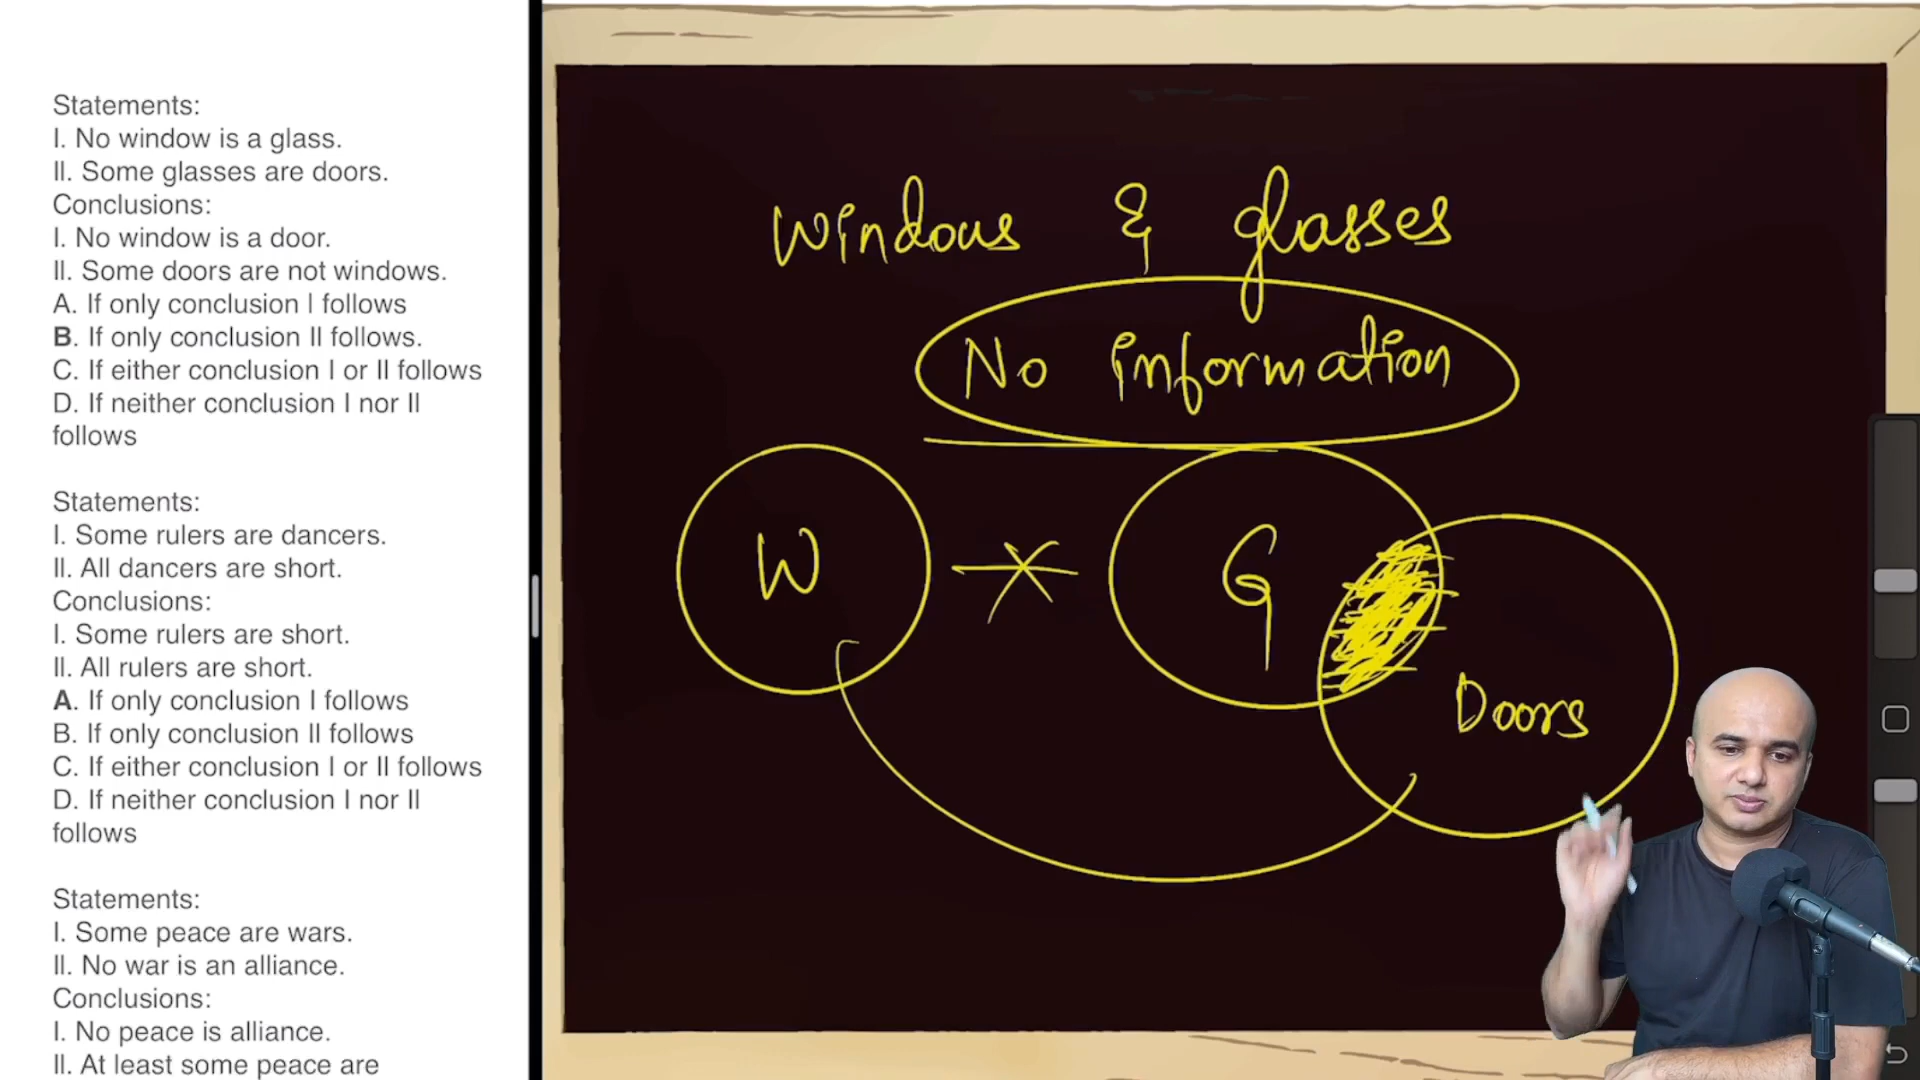 Statements:
I. No window is a glass.
II. Some glasses are doors.
Conclusions:
I. No window is a door.
II. Some doors are not windows.
A. If only conclusion I follows
B. If only conclusion II follows.
C. If either conclusion I or II follows
D. If neither conclusion I nor II
follows
Statements:
I. Some rulers are dancers.
II. All dancers are short.
Conclusions:
I. Some rulers are short.
II. All rulers are short.
A. If only conclusion I follows
B. If only conclusion II follows
C. If either conclusion I or II follows
D. If neither conclusion I nor II
follows
Statements:
I. Some peace are wars.
II. No war is an alliance.
Conclusions:
I. No peace is alliance.
II. At least some peace are
Windows & glasses
No information
W
G
Doors